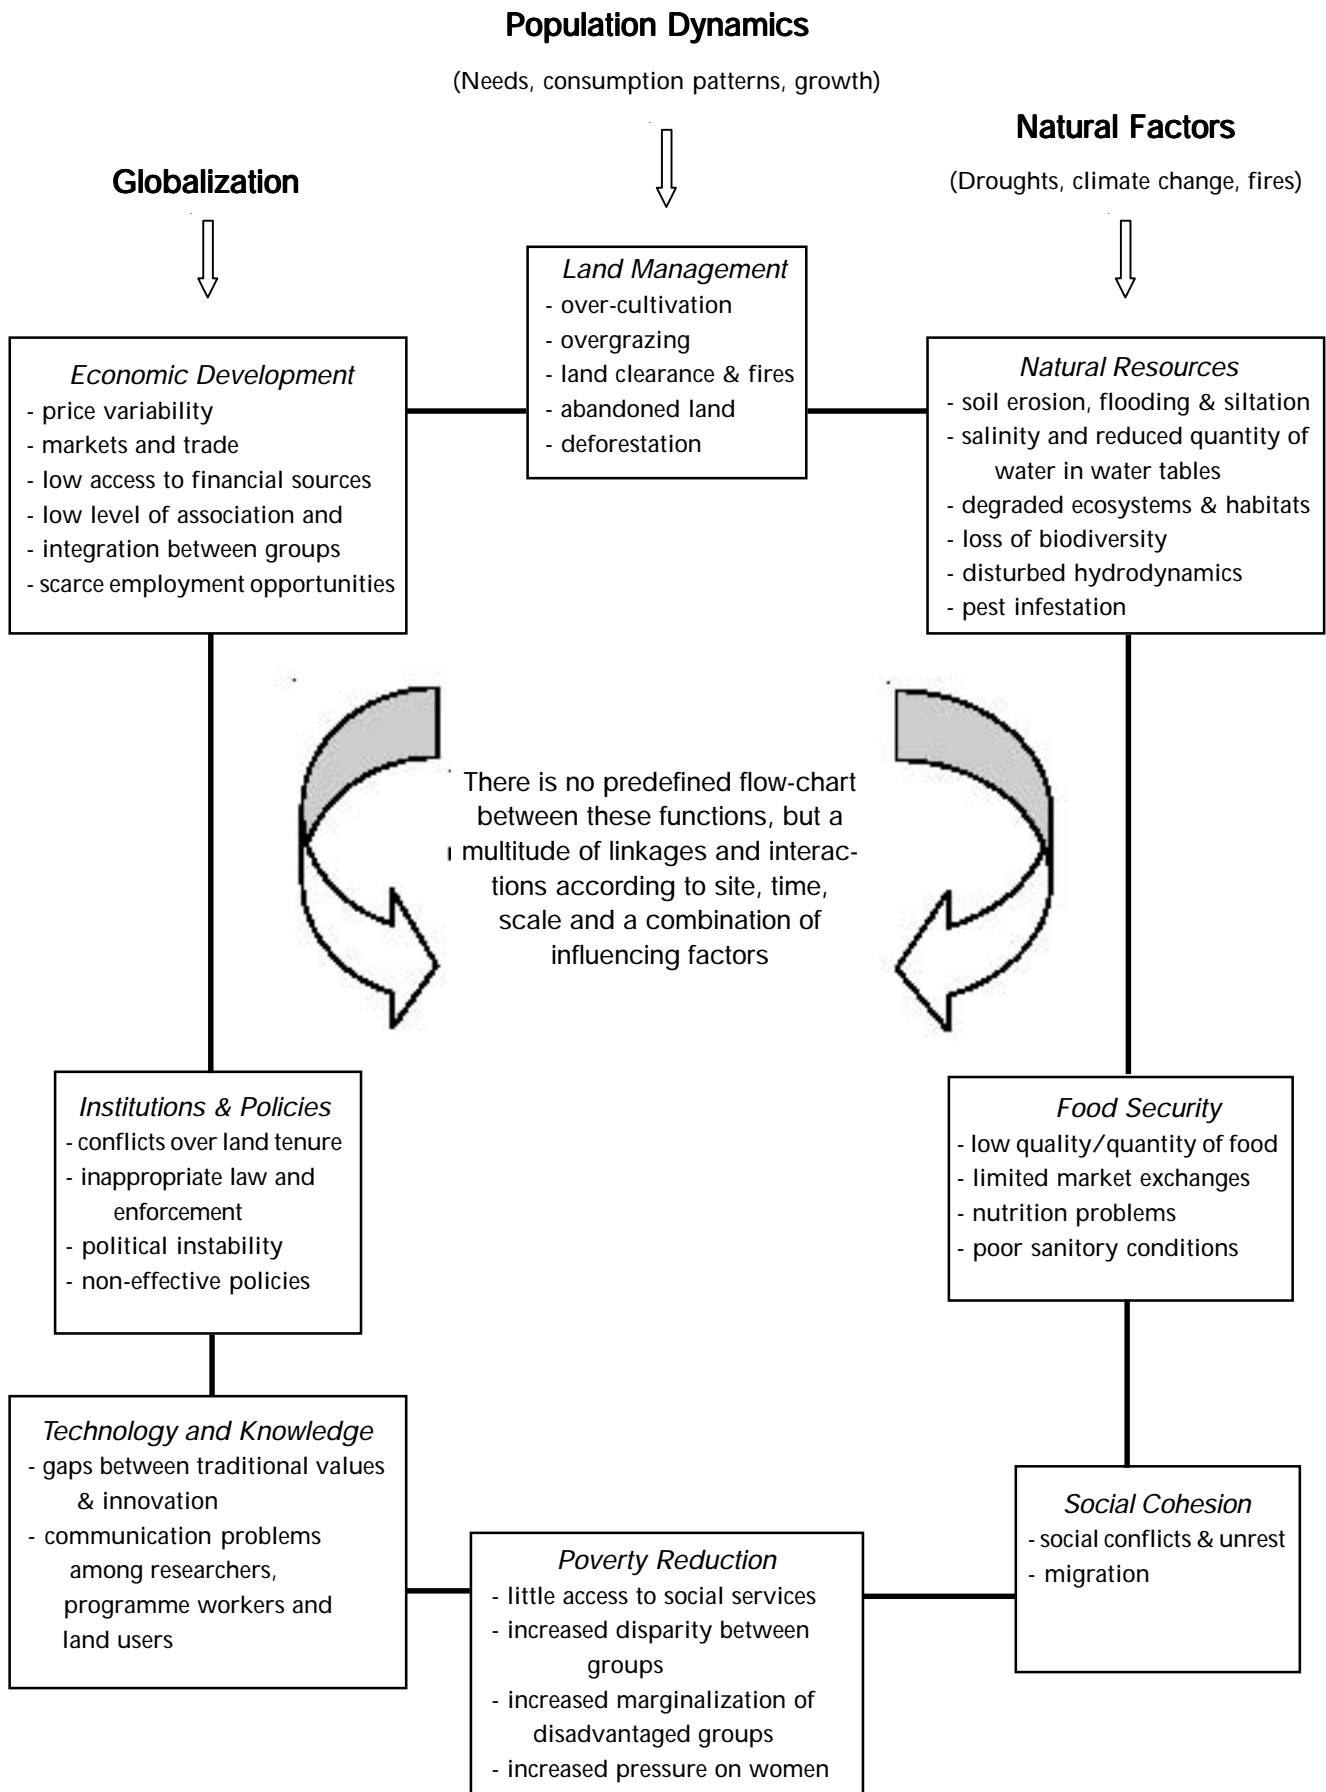 Population Dynamics
(Needs, consumption patterns, growth)
Natural Factors
(Droughts, climate change, fires)
Globalization
Land Management
- over-cultivation
- overgrazing
- land clearance & fires
- abandoned land
- deforestation
Economic Development
- price variability
- markets and trade
- low access to financial sources
- low level of association and
- integration between groups
- scarce employment opportunities
Natural Resources
- soil erosion, flooding & siltation
- salinity and reduced quantity of
water in water tables
- degraded ecosystems & habitats
- loss of biodiversity
- disturbed hydrodynamics
- pest infestation
There is no predefined flow-chart
between these functions, but a
multitude of linkages and interac-
tions according to site, time,
scale and a combination of
influencing factors
Institutions & Policies
- conflicts over land tenure
- inappropriate law and
enforcement
- political instability
- non-effective policies
Food Security
- low quality/quantity of food
- limited market exchanges
- nutrition problems
- poor sanitory conditions
Technology and Knowledge
- gaps between traditional values
& innovation
- communication problems
among researchers,
programme workers and
land users
Poverty Reduction
- little access to social services
- increased disparity between
groups
- increased marginalization of
disadvantaged groups
- increased pressure on women
Social Cohesion
- social conflicts & unrest
- migration